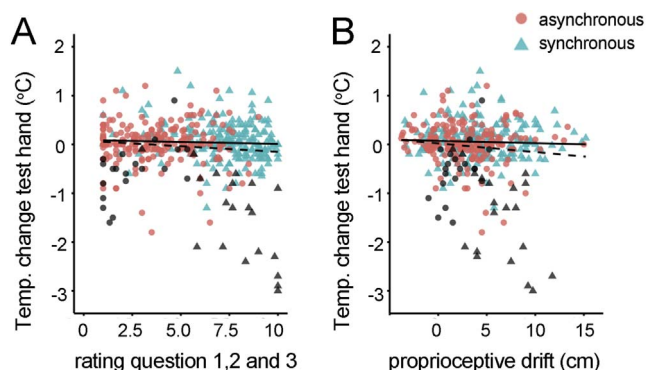 A
B
asynchronous
synchronous
Temp. change test hand (°C)
2
1
0
-1
-2
-3
0
2.5
5.0
7.5
10
rating question 1,2 and 3
Temp. change test hand (°C)
2
1
0
-1
-2
-3
0
5
10
15
proprioceptive drift (cm)